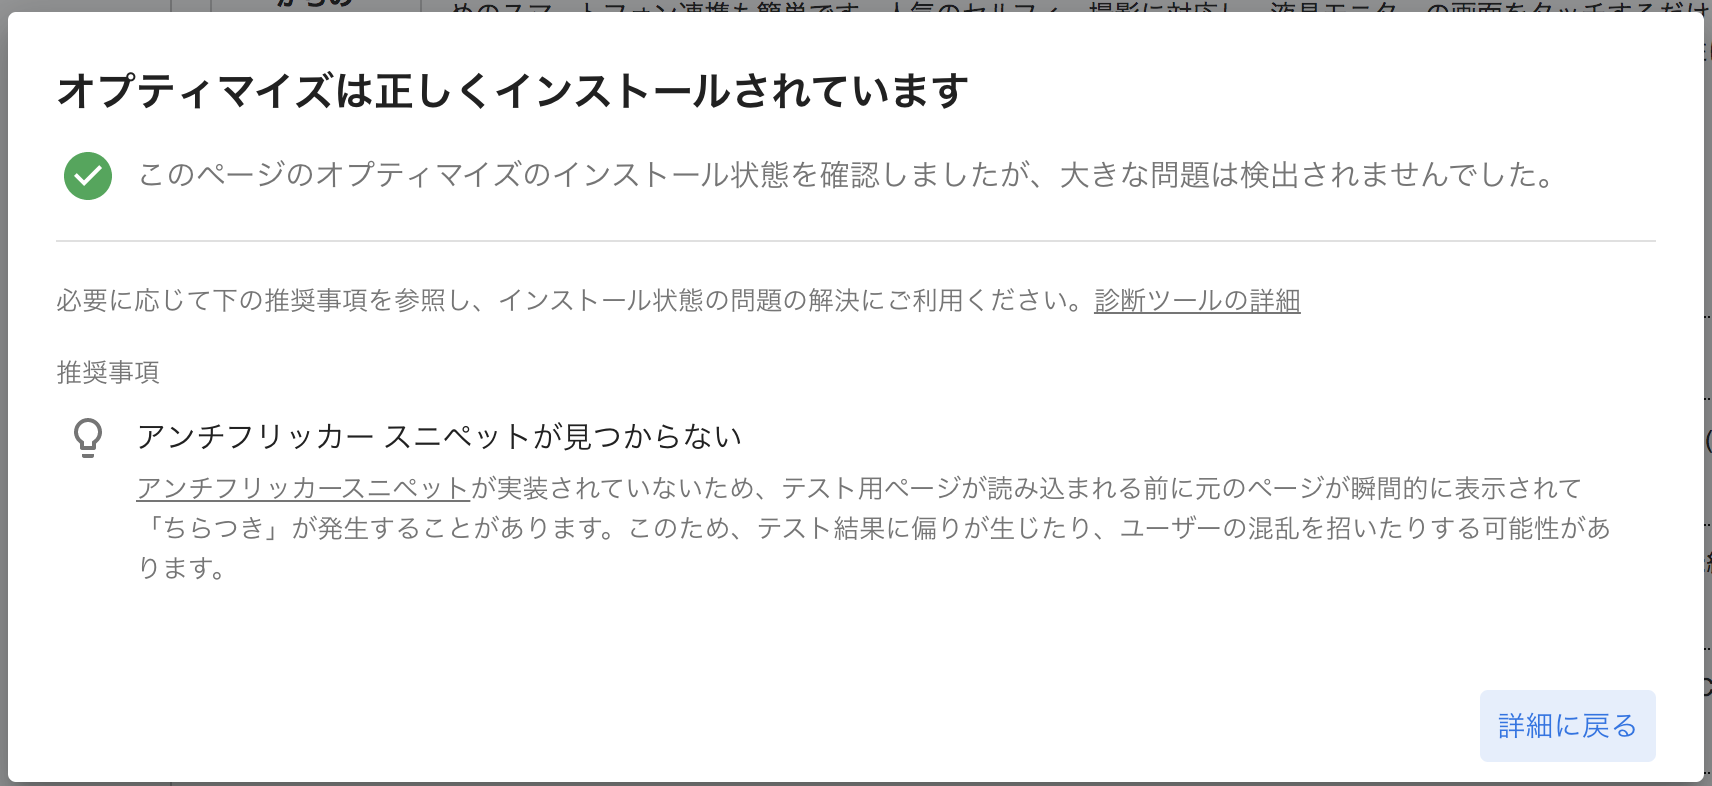 オプティマイズは正しくインストールされています
このページのオプティマイズのインストール状態を確認しましたが、大きな問題は検出されませんでした。
必要に応じて下の推奨事項を参照し、インストール状態の問題の解決にご利用ください。診断ツールの詳細
推奨事項
アンチフリッカー スニペットが見つからない
アンチフリッカースニペットが実装されていないため、テスト用ページが読み込まれる前に元のページが瞬間的に表示されて
「ちらつき」が発生することがあります。このため、テスト結果に偏りが生じたり、ユーザーの混乱を招いたりする可能性があ
ります。
詳細に戻る